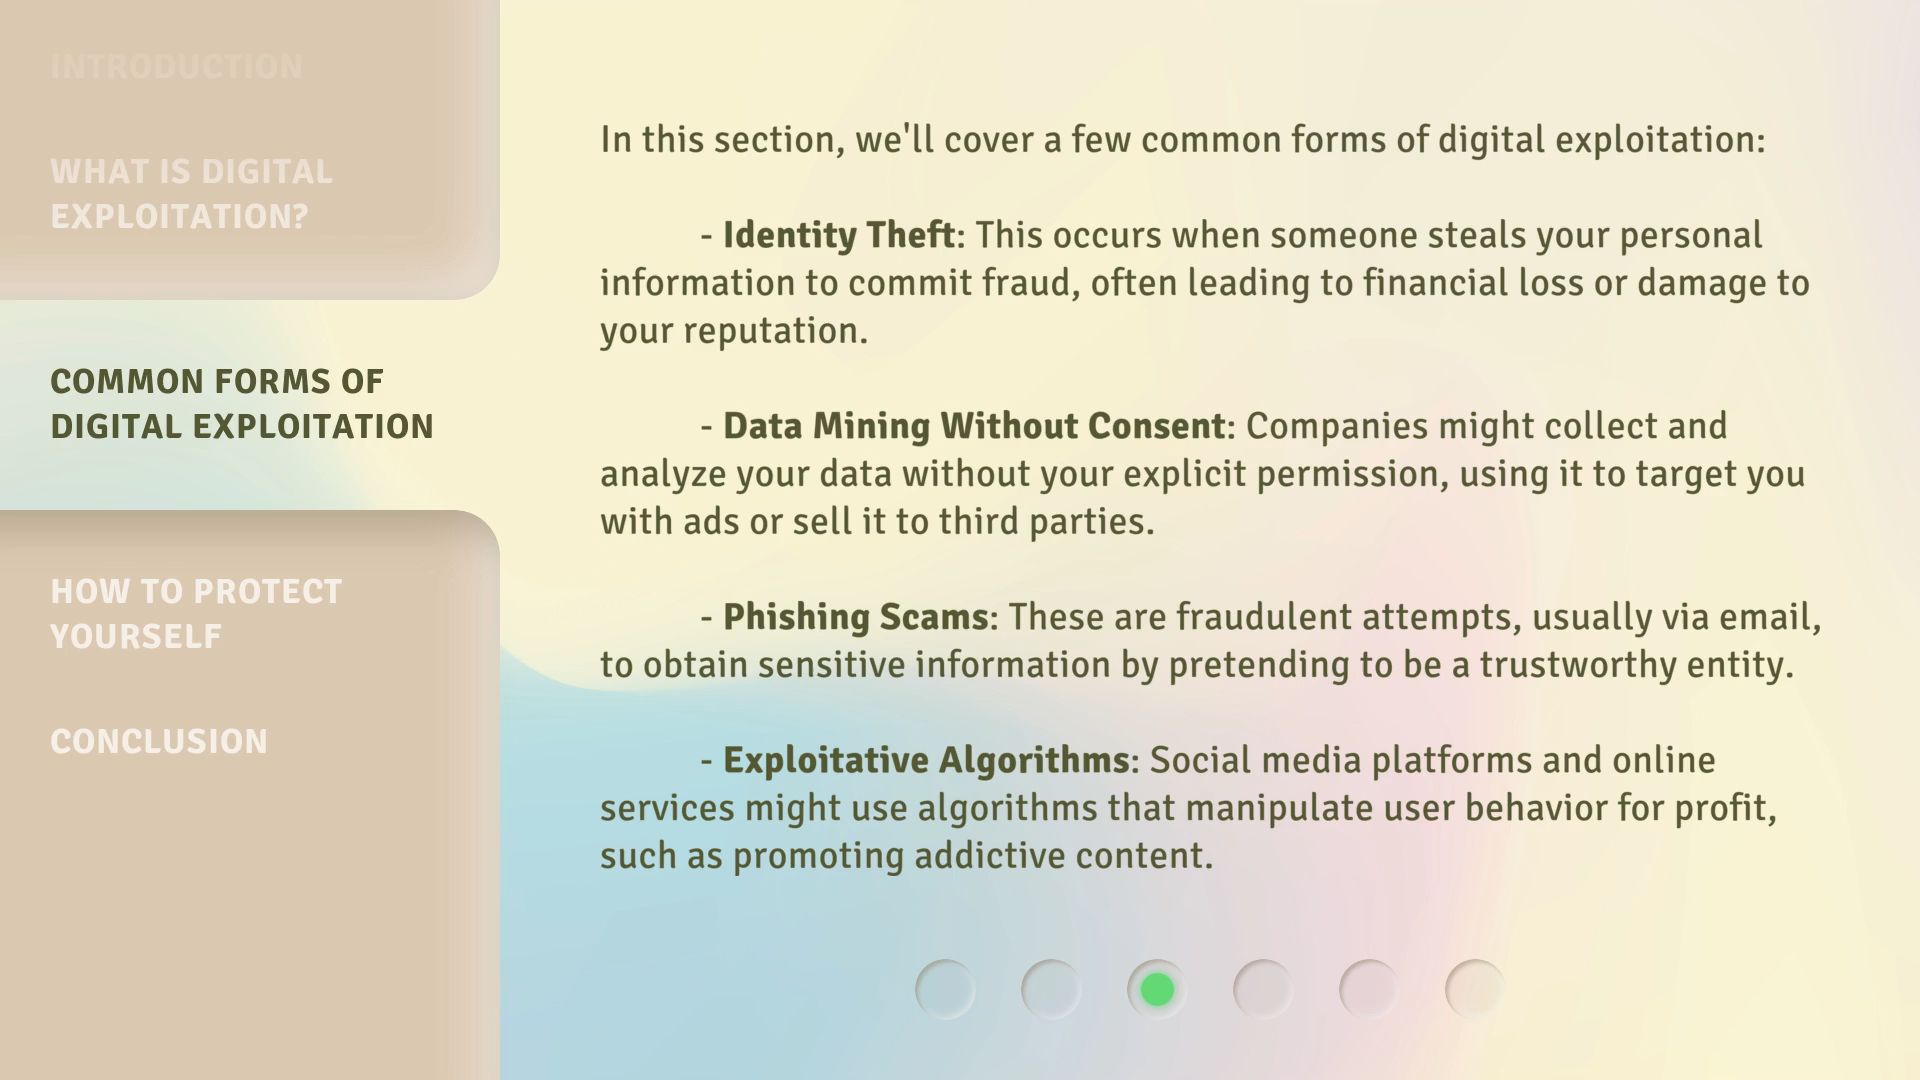 INTRODUCTION
WHAT IS DIGITAL
EXPLOITATION?
COMMON FORMS OF
DIGITAL EXPLOITATION
HOW TO PROTECT
YOURSELF
CONCLUSION
In this section, we'll cover a few common forms of digital exploitation:
- Identity Theft: This occurs when someone steals your personal
information to commit fraud, often leading to financial loss or damage to
your reputation.
- Data Mining Without Consent: Companies might collect and
analyze your data without your explicit permission, using it to target you
with ads or sell it to third parties.
- Phishing Scams: These are fraudulent attempts, usually via email,
to obtain sensitive information by pretending to be a trustworthy entity.
- Exploitative Algorithms: Social media platforms and online
services might use algorithms that manipulate user behavior for profit,
such as promoting addictive content.